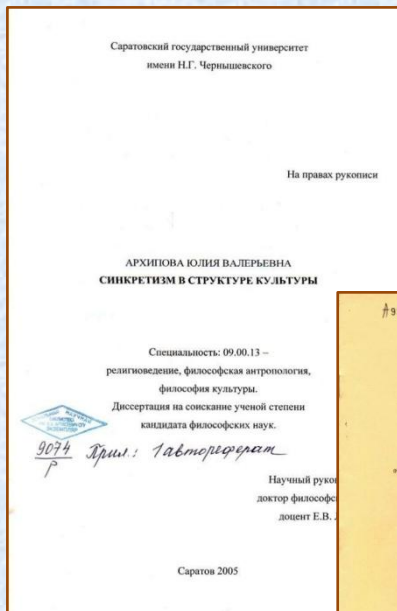 Саратовский государственный университет
имени Н.Г. Чернышевского
На правах рукописи
АРХИПОВА ЮЛИЯ ВАЛЕРЬЕВНА
СИНКРЕТИЗМ В СТРУКТУРЕ КУЛЬТУРЫ
Специальность: 09.00.13 –
религиоведение, философская антропология,
философия культуры.
Диссертация на соискание ученой степени
кандидата философских наук.
9074
Р
Прил.: 1 автореферат
Научный
доктор
доцент Е.В.
Саратов 2005